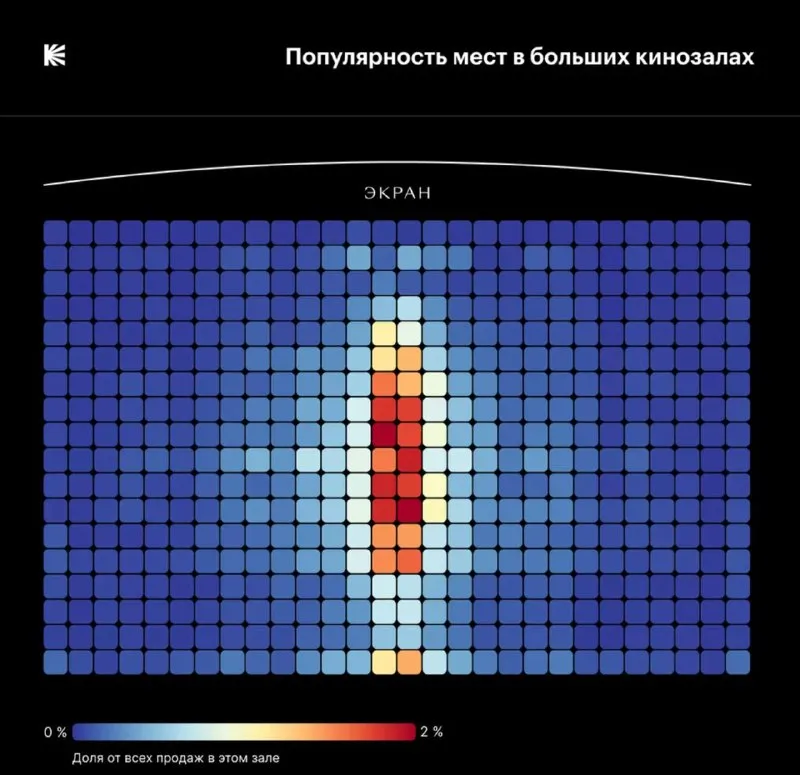 Популярность мест в больших кинозалах
ЭКРАН
0 %
2 %
Доля от всех продаж в этом зале